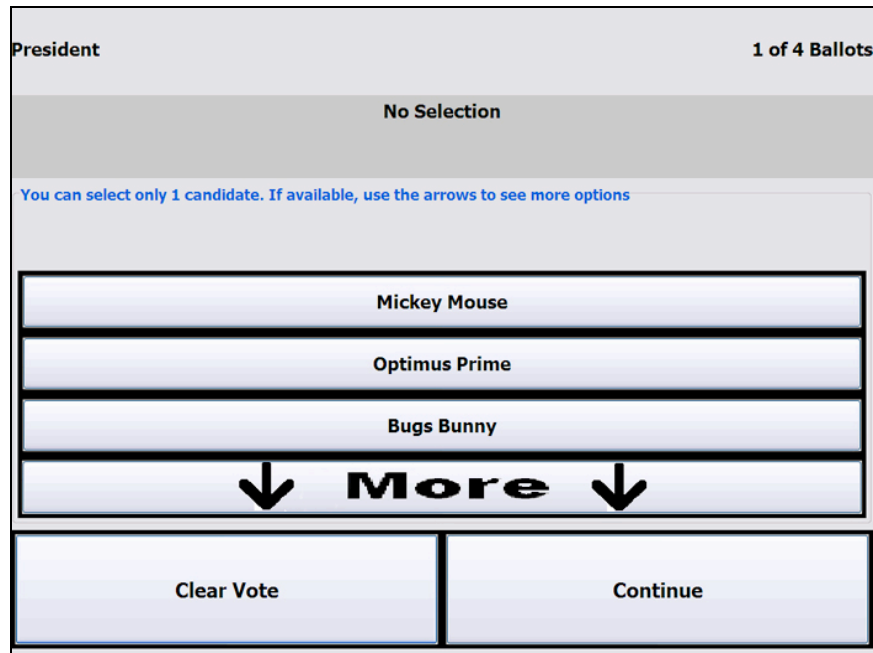 President 1 of 4 Ballots
No Selection
You can select only 1 candidate. If available, use the arrows to see more options
Mickey Mouse
Optimus Prime
Bugs Bunny
↓ More ↓
Clear Vote Continue